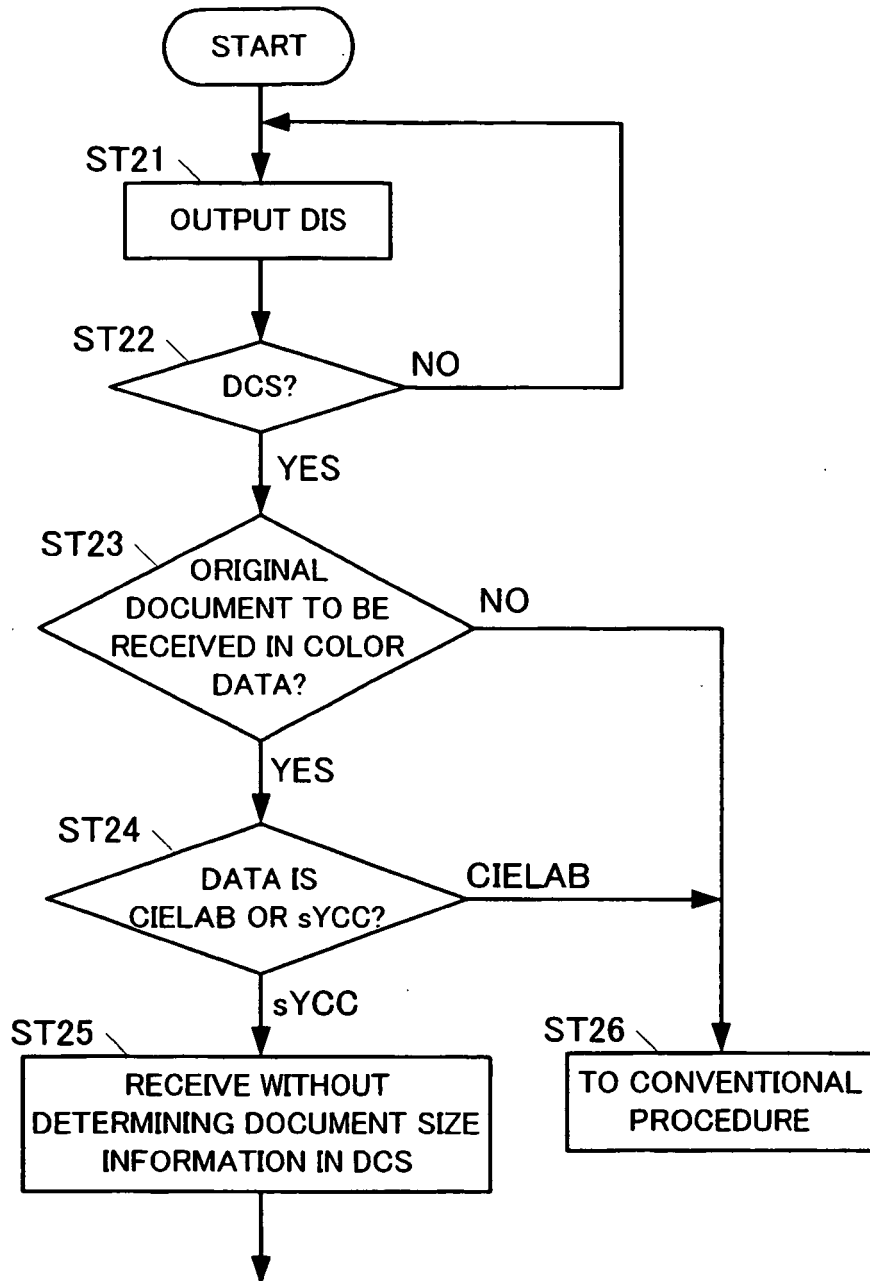 START
ST21
OUTPUT DIS
ST22
DCS?
NO
YES
ST23
ORIGINAL
DOCUMENT TO BE
RECEIVED IN COLOR
DATA?
NO
YES
ST24
DATA IS
CIELAB OR sYCC?
CIELAB
sYCC
ST25
RECEIVE WITHOUT
DETERMINING DOCUMENT SIZE
INFORMATION IN DCS
ST26
TO CONVENTIONAL
PROCEDURE